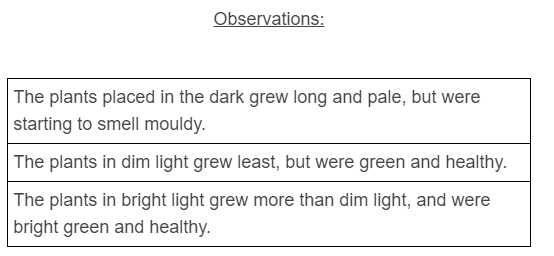 Observations:
The plants placed in the dark grew long and pale, but were
starting to smell mouldy.
The plants in dim light grew least, but were green and healthy.
The plants in bright light grew more than dim light, and were
bright green and healthy.